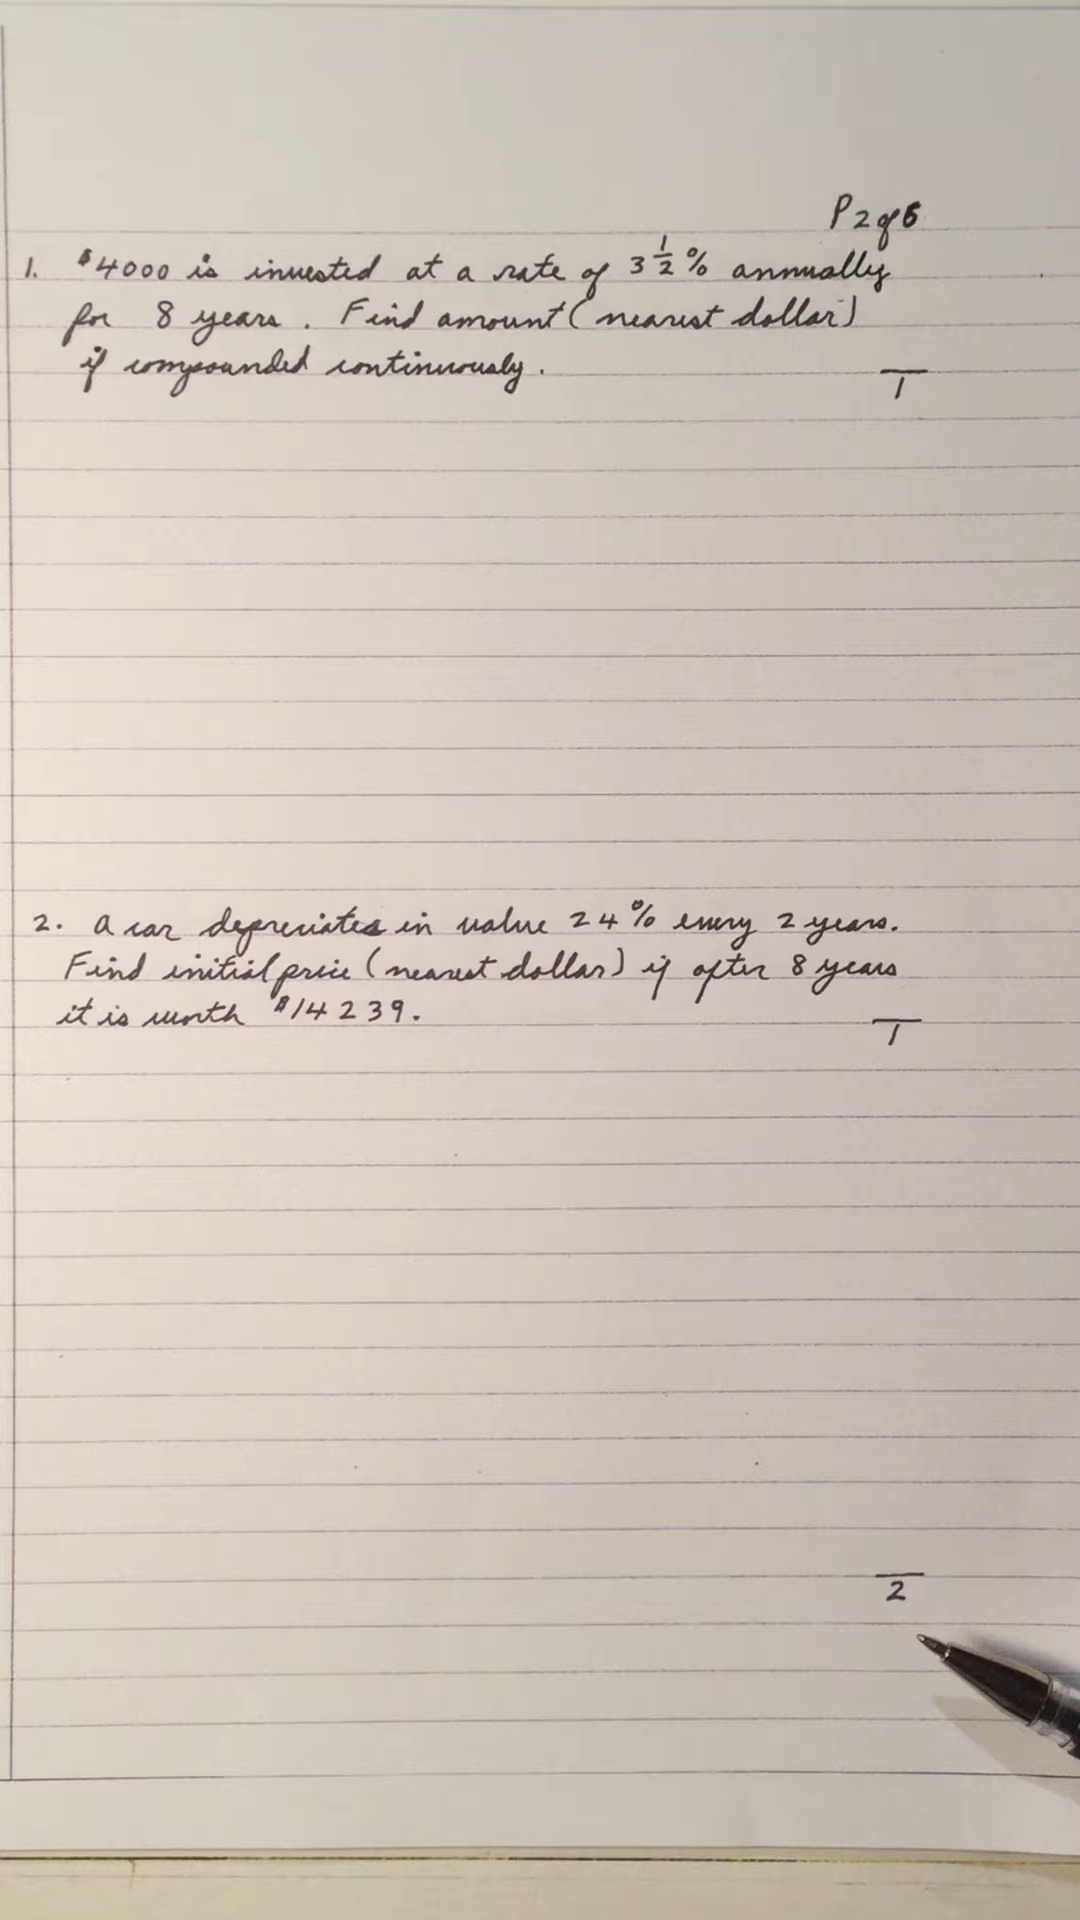 P2 of 6
1. $4000 is invested at a rate of 3 1/2 % annually
for 8 years. Find amount (nearest dollar)
if compounded continuously.
1
2. A car depreciates in value 24% every 2 years.
Find initial price (nearest dollar) if after 8 years
it is worth $14239.
1
2